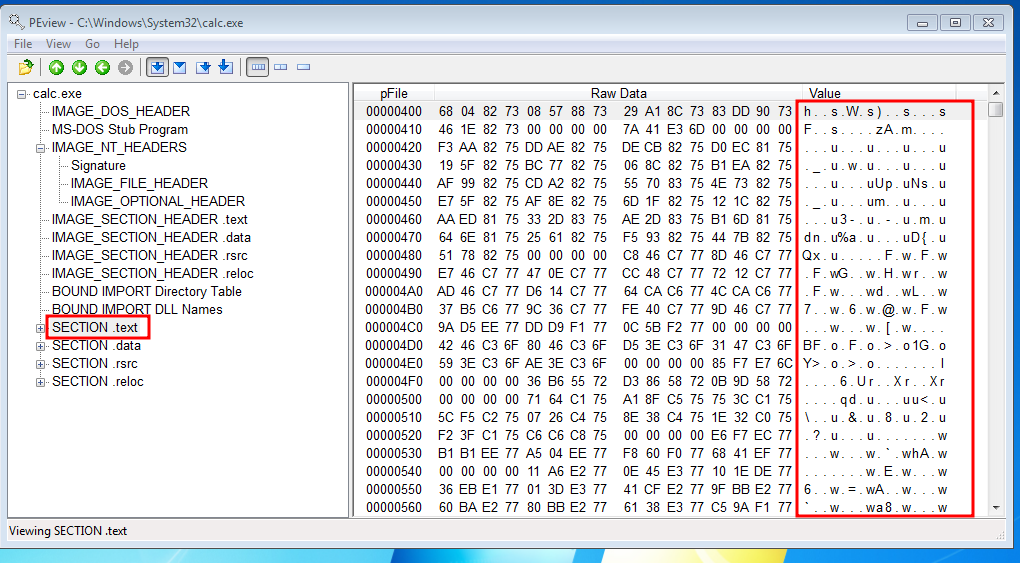 PEview - C:\Windows\System32\calc.exe
File View Go Help
calc.exe
IMAGE_DOS_HEADER
MS-DOS Stub Program
IMAGE_NT_HEADERS
Signature
IMAGE_FILE_HEADER
IMAGE_OPTIONAL_HEADER
IMAGE_SECTION_HEADER .text
IMAGE_SECTION_HEADER .data
IMAGE_SECTION_HEADER .rsrc
IMAGE_SECTION_HEADER .reloc
BOUND IMPORT Directory Table
BOUND IMPORT DLL Names
SECTION .text
SECTION .data
SECTION .rsrc
SECTION .reloc
pFile Raw Data Value
00000400 68 04 82 73 08 57 88 73 29 A1 8C 73 83 DD 90 73 h..s.W.s)..s...s
00000410 46 1E 82 73 00 00 00 00 7A 41 E3 6D 00 00 00 00 F..s....zA.m....
00000420 F3 AA 82 75 DD AE 82 75 DE CB 82 75 D0 EC 81 75 ...u...u...u...u
00000430 19 5F 82 75 BC 77 82 75 06 8C 82 75 B1 EA 82 75 ._.u.w.u...u...u
00000440 AF 99 82 75 CD A2 82 75 55 70 83 75 4E 73 82 75 ...u...uUp.uNs.u
00000450 E7 5F 82 75 AF 8E 82 75 6D 1F 82 75 12 1C 82 75 ._.u...um..u...u
00000460 AA ED 81 75 33 2D 83 75 AE 2D 83 75 B1 6D 81 75 ...u3-.u.-.u.m.u
00000470 64 6E 81 75 25 61 82 75 F5 93 82 75 44 7B 82 75 dn.u%a.u...uD{.u
00000480 51 78 82 75 00 00 00 00 C8 46 C7 77 8D 46 C7 77 Qx.u.....F.w.F.w
00000490 E7 46 C7 77 47 0E C7 77 CC 48 C7 77 72 12 C7 77 .F.wG..w.H.wr..w
000004A0 AD 46 C7 77 D6 14 C7 77 64 CA C6 77 4C CA C6 77 .F.w...wd..wL..w
000004B0 37 B5 C6 77 9C 36 C7 77 FE 40 C7 77 9D 46 C7 77 7..w.6.w.@.w.F.w
000004C0 9A D5 EE 77 DD D9 F1 77 0C 5B F2 77 00 00 00 00 ...w...w.[.w....
000004D0 42 46 C3 6F 80 46 C3 6F D5 3E C3 6F 31 47 C3 6F BF.o.F.o.>.o1G.o
000004E0 59 3E C3 6F AE 3E C3 6F 00 00 00 00 85 F7 E7 6C Y>.o.>.o.......l
000004F0 00 00 00 00 36 B6 55 72 D3 86 58 72 0B 9D 58 72 ....6.Ur..Xr..Xr
00000500 00 00 00 00 71 64 C1 75 A1 8F C5 75 75 3C C1 75 ....qd.u...uu<.u
00000510 5C F5 C2 75 07 26 C4 75 8E 38 C4 75 1E 32 C0 75 \..u.&.u.8.u.2.u
00000520 F2 3F C1 75 C6 C6 C8 75 00 00 00 00 E6 F7 EC 77 .?.u...u.......w
00000530 B1 B1 EE 77 A5 04 EE 77 F8 60 F0 77 68 41 EF 77 ...w...w.`.whA.w
00000540 00 00 00 00 11 A6 E2 77 0E 45 E3 77 10 1E DE 77 .......w.E.w...w
00000550 36 EB E1 77 01 3D E3 77 41 CF E2 77 9F BB E2 77 6..w.=.wA..w...w
00000560 60 BA E2 77 80 BB E2 77 61 38 E3 77 C5 9A F1 77 `..w...wa8.w...w
Viewing SECTION .text